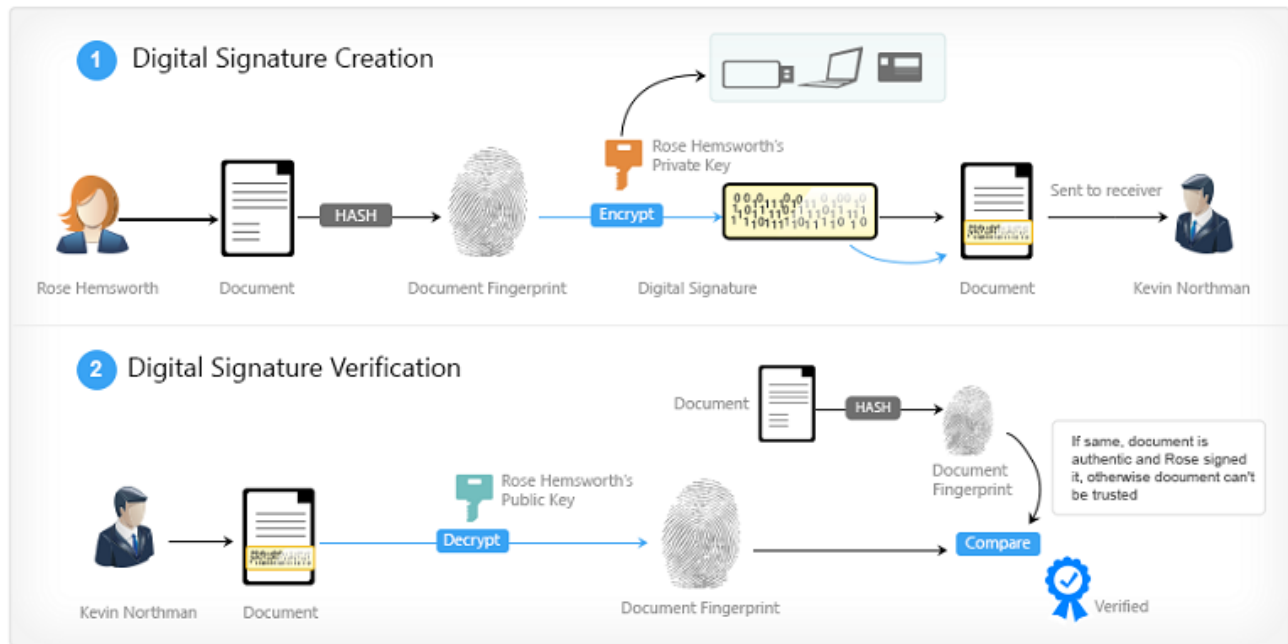 1 Digital Signature Creation
Rose Hemsworth's
Private Key
HASH
Encrypt
Sent to receiver
Rose Hemsworth
Document
Document Fingerprint
Digital Signature
Document
Kevin Northman
2 Digital Signature Verification
Document
HASH
Document
Fingerprint
If same, document is
authentic and Rose signed
it, otherwise document can't
be trusted
Rose Hemsworth's
Public Key
Decrypt
Compare
Kevin Northman
Document
Document Fingerprint
Verified